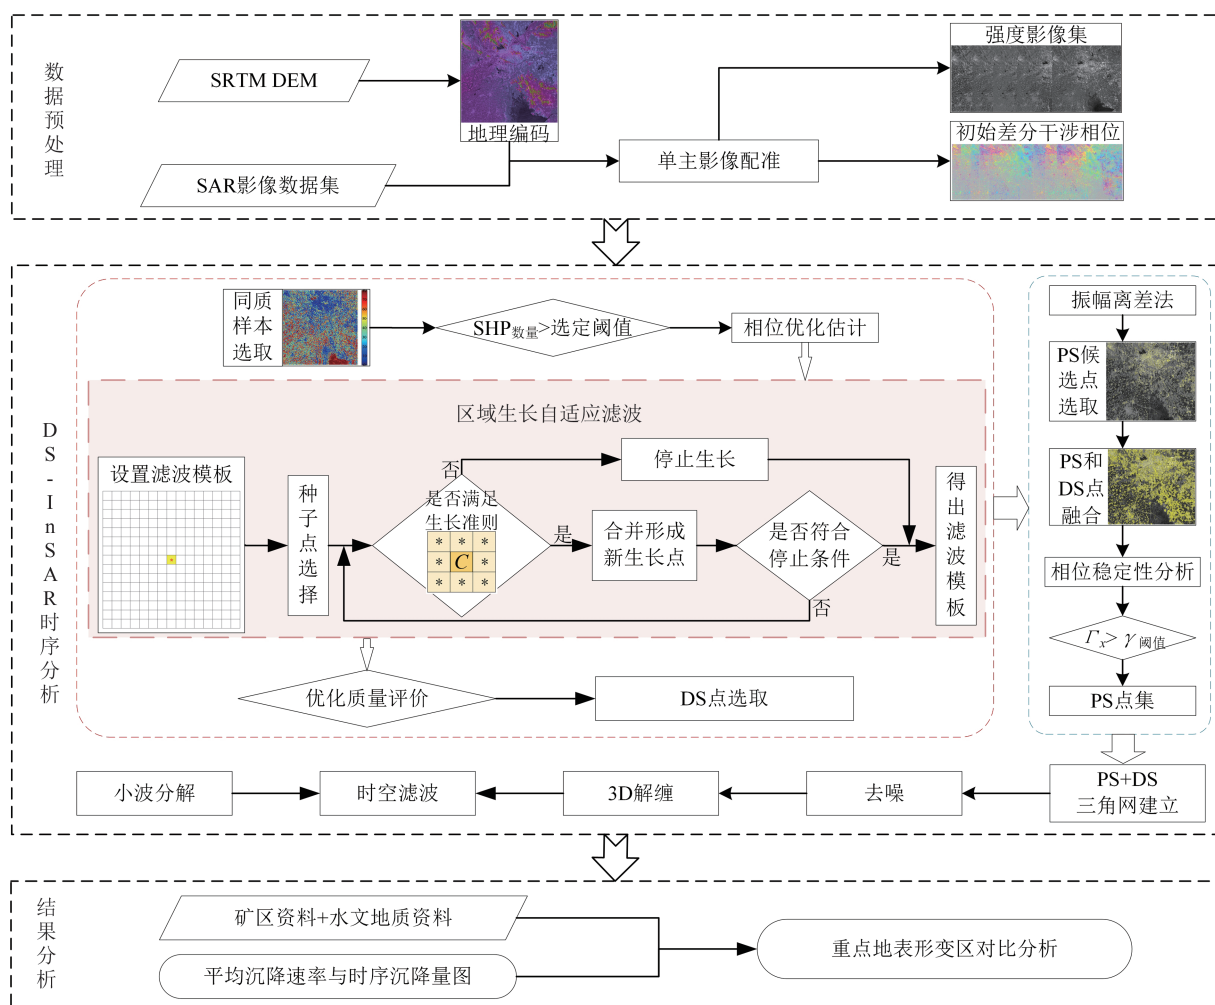 数据预处理
SRTM DEM
地理编码
SAR影像数据集
单主影像配准
强度影像集
初始差分干涉相位
DS-InSAR时序分析
同质
样本
选取
SHP数量>选定阈值
相位优化估计
区域生长自适应滤波
设置滤波模板
*
种子点选择
否
是否满足
生长准则
* * *
* C *
* * *
是
停止生长
合并形成
新生长点
是否符合
停止条件
是
否
得出滤波模板
优化质量评价
DS点选取
振幅离差法
PS候
选点
选取
PS和
DS点
融合
相位稳定性分析
Γx>γ阈值
PS点集
PS+DS
三角网建立
去噪
3D解缠
时空滤波
小波分解
结果分析
矿区资料+水文地质资料
平均沉降速率与时序沉降量图
重点地表形变区对比分析